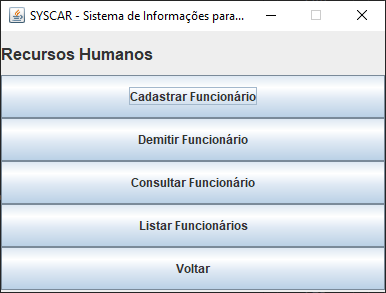 SYSCAR - Sistema de Informações para...
Recursos Humanos
Cadastrar Funcionário
Demitir Funcionário
Consultar Funcionário
Listar Funcionários
Voltar